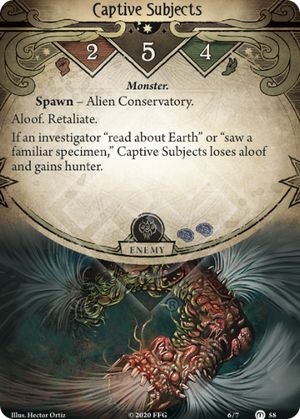 Captive Subjects
2 5 4
Monster.
Spawn – Alien Conservatory.
Aloof. Retaliate.
If an investigator “read about Earth” or “saw a
familiar specimen,” Captive Subjects loses aloof
and gains hunter.
ENEMY
Illus. Hector Ortiz © 2020 FFG 6/7 58